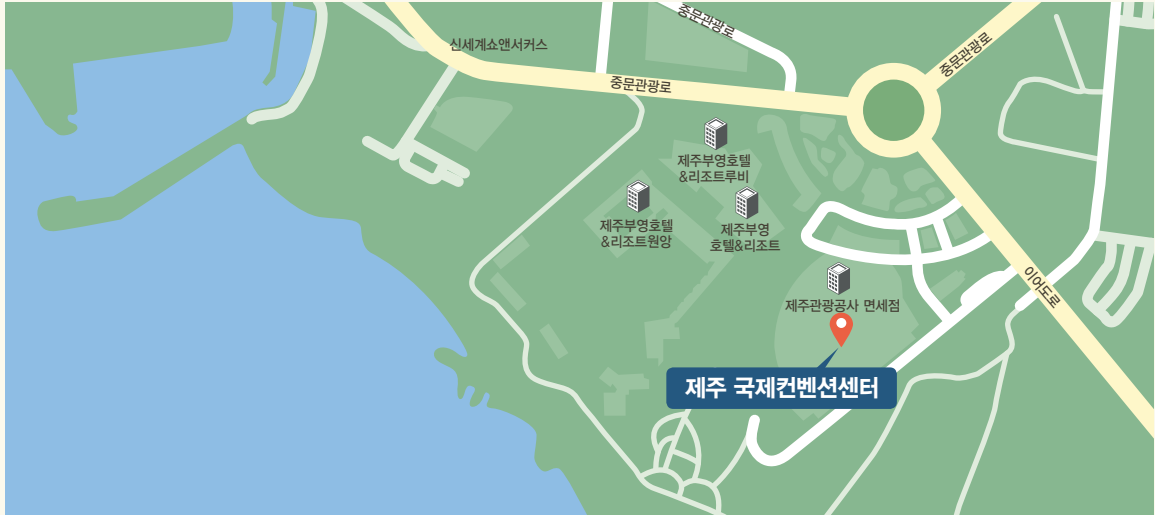 중문관광로
신세계쇼앤서커스
중문관광로
중문관광로
제주부영호텔
&리조트루비
제주부영호텔
&리조트원앙
제주부영
호텔&리조트
이어도로
제주관광공사 면세점
제주 국제컨벤션센터